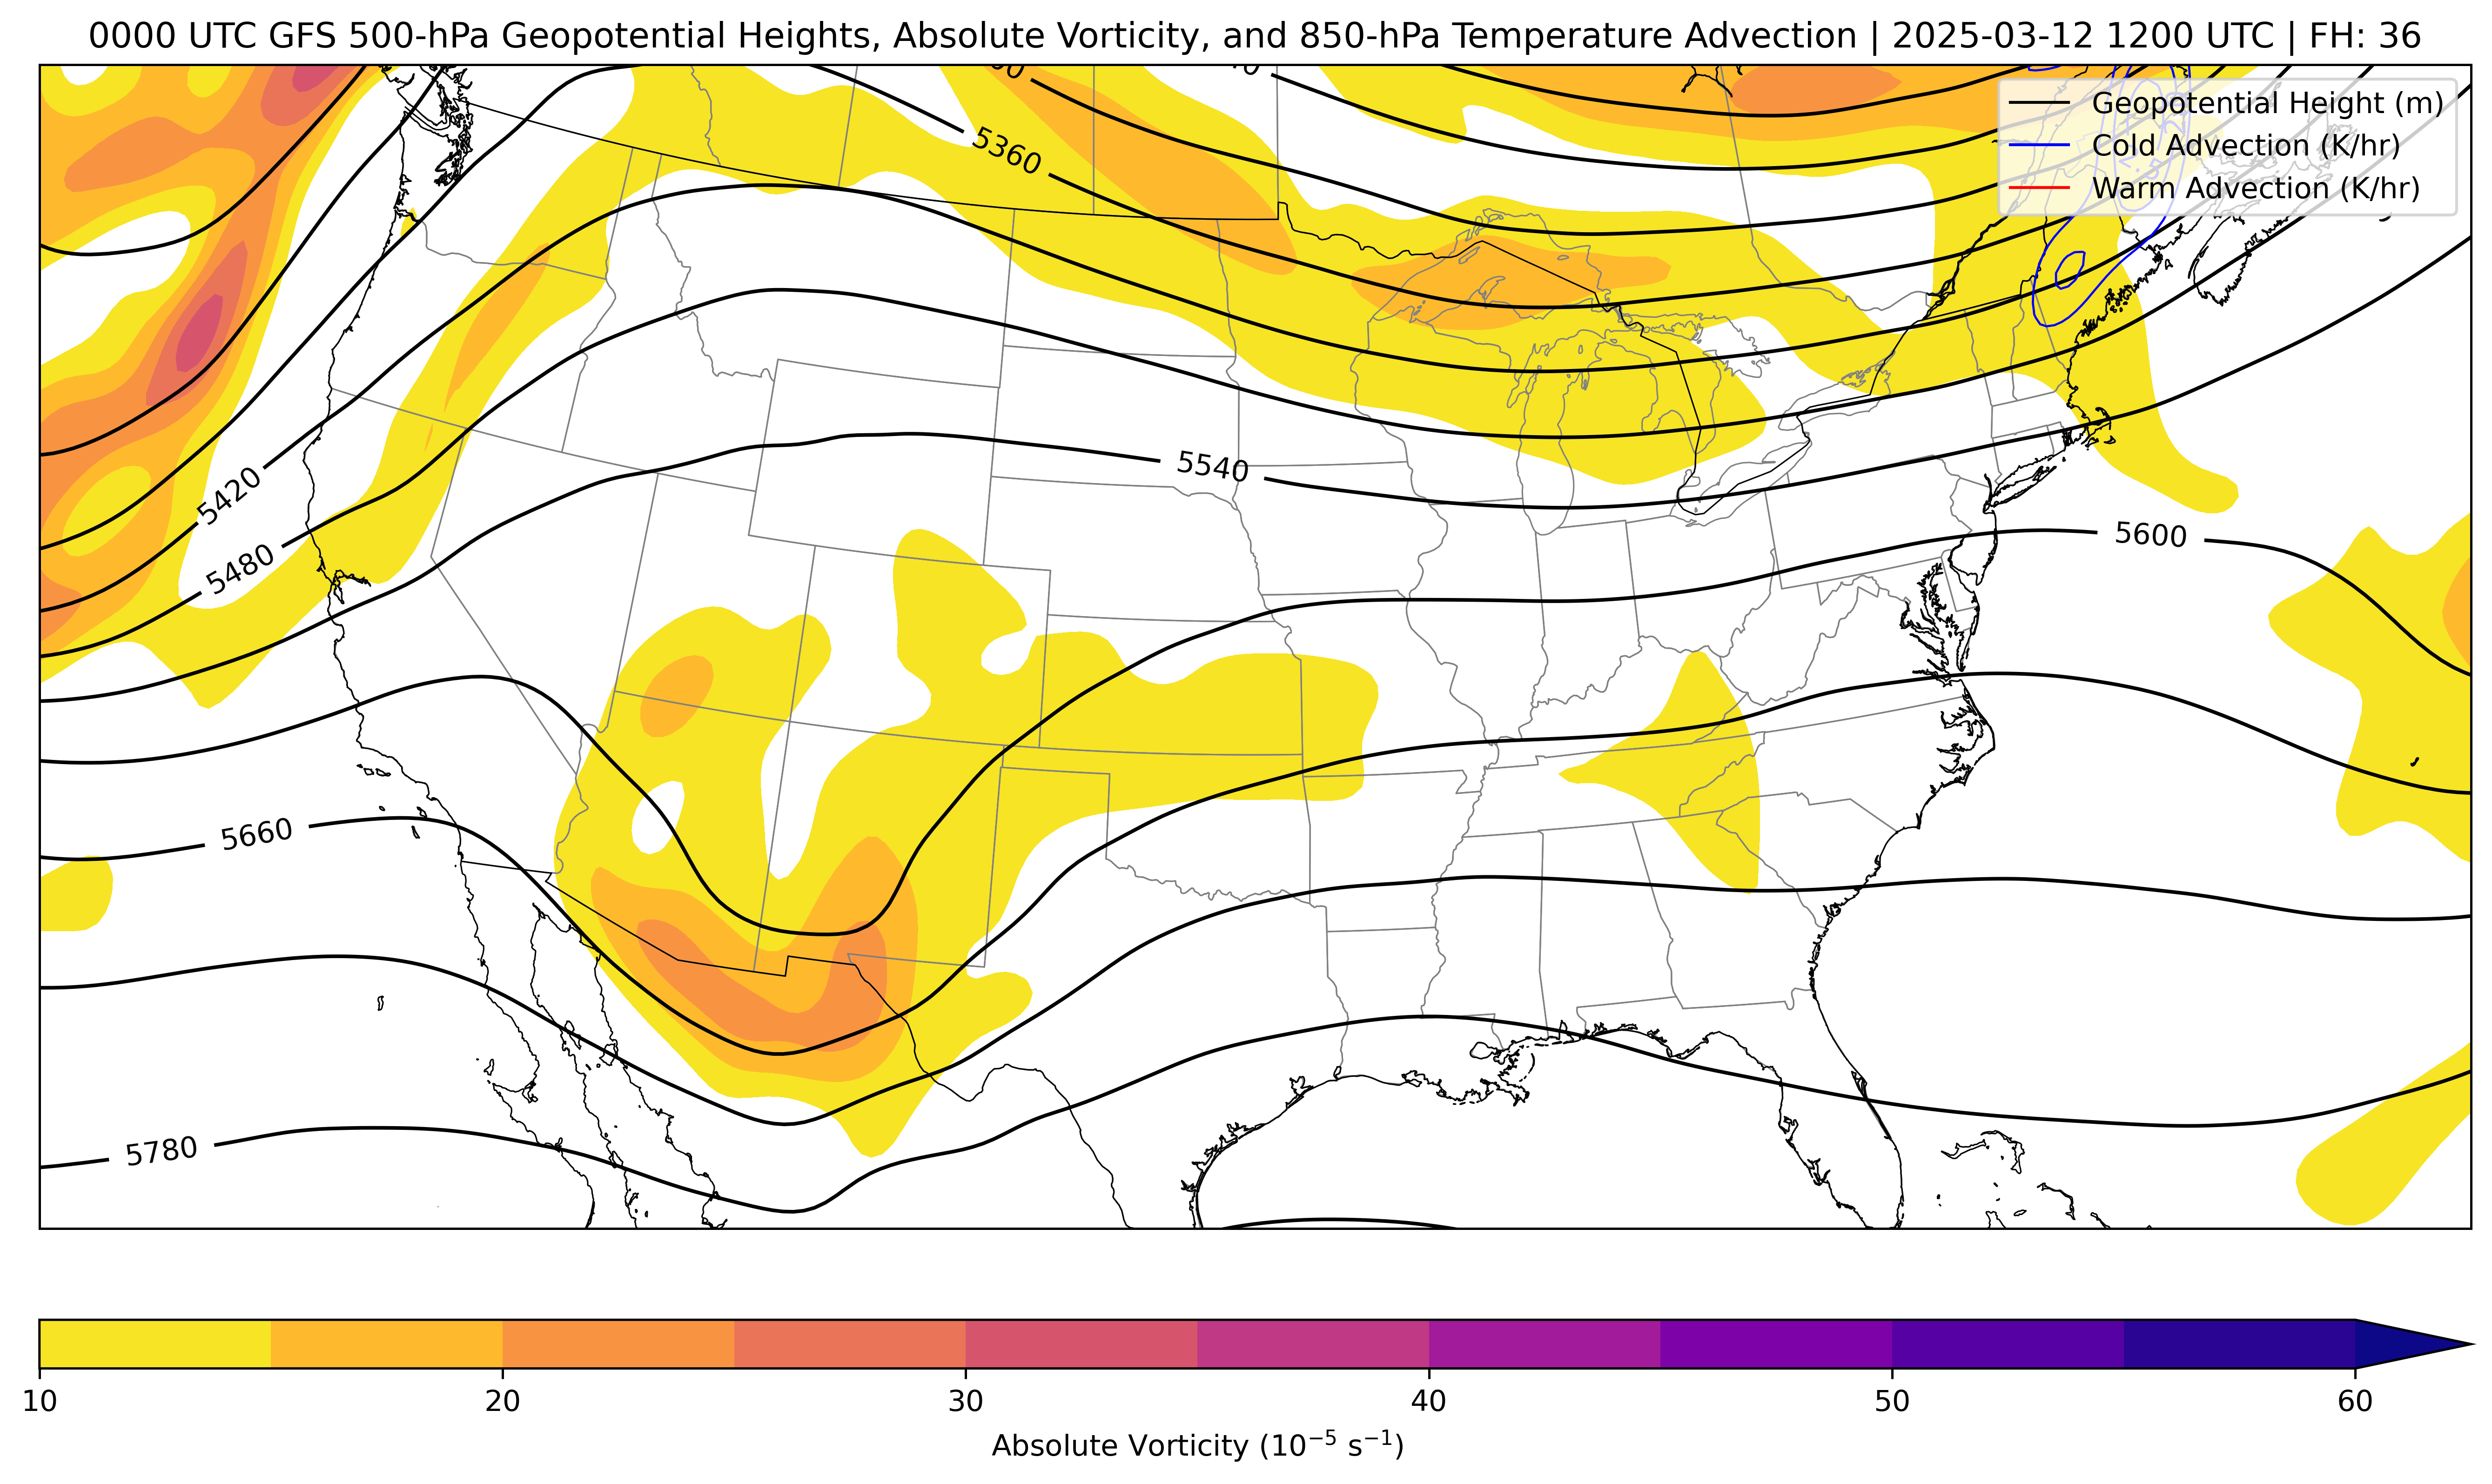 0000 UTC GFS 500-hPa Geopotential Heights, Absolute Vorticity, and 850-hPa Temperature Advection | 2025-03-12 1200 UTC | FH: 36
Geopotential Height (m)
Cold Advection (K/hr)
Warm Advection (K/hr)
5360
5420
5540
5480
5600
5660
5780
10 20 30 40 50 60
Absolute Vorticity (10⁻⁵ s⁻¹)